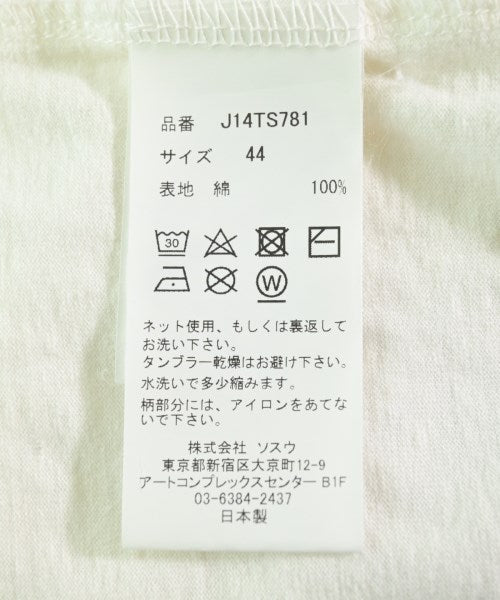 品番 J14TS781
サイズ 44
表地 綿 100%
30
W
ネット使用、もしくは裏返して
お洗い下さい。
タンブラー乾燥はお避け下さい。
水洗いで多少縮みます。
柄部分には、アイロンをあてな
いで下さい。
株式会社 ソスウ
東京都新宿区大京町12-9
アートコンプレックスセンター B1F
03-6384-2437
日本製